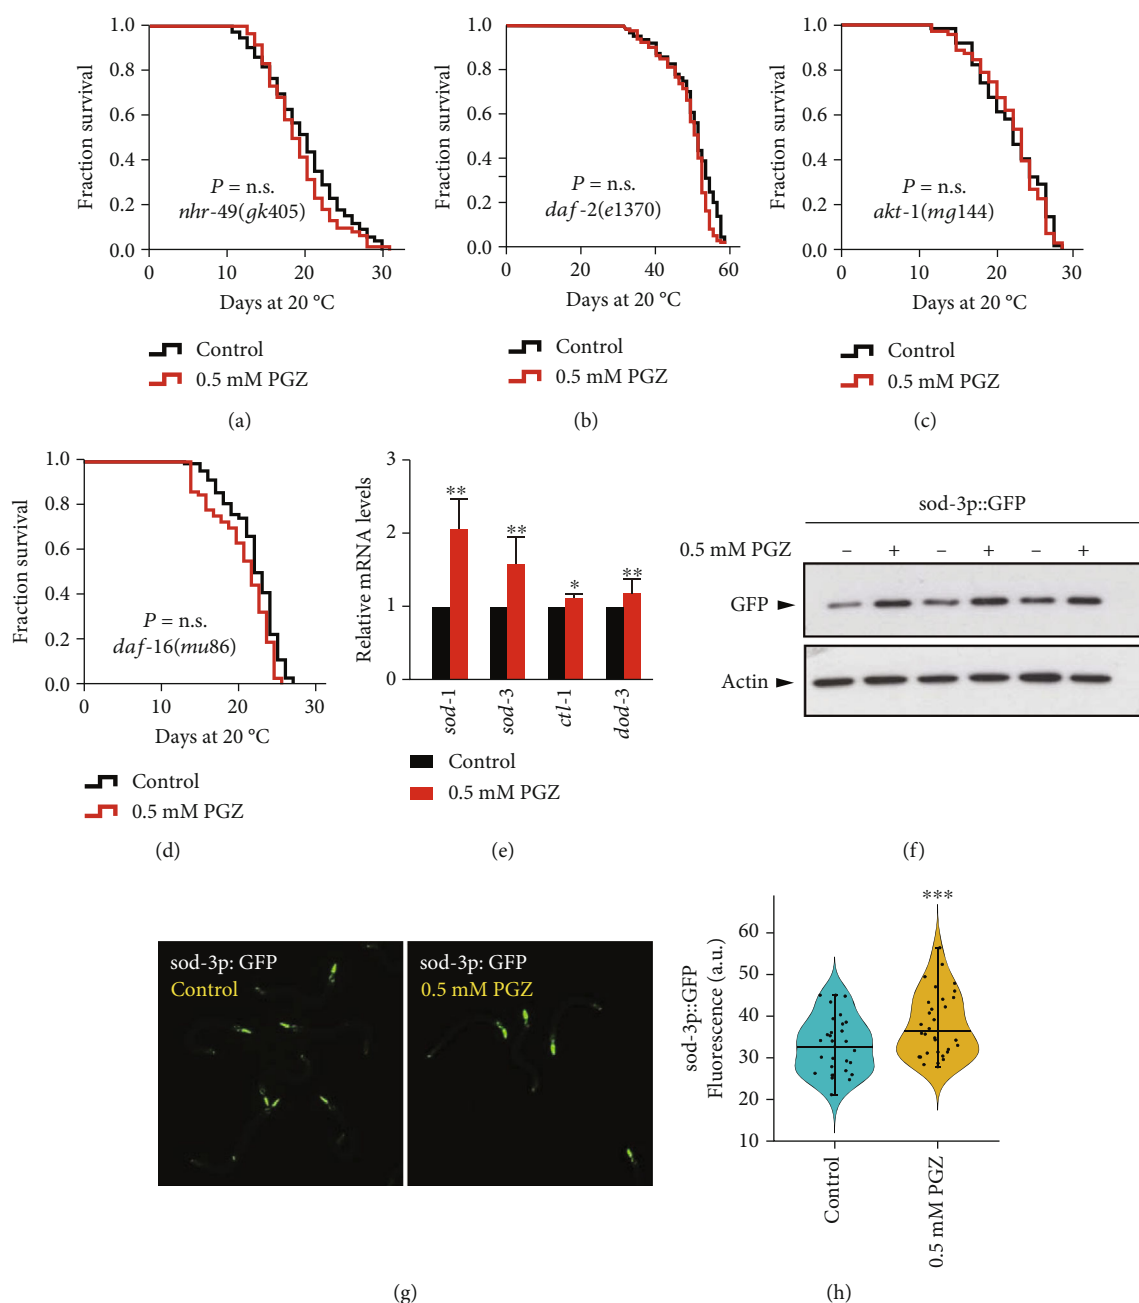 Fraction survival
1.0
0.8
0.6
0.4
0.2
0.0
P = n.s.
nhr-49(gk405)
0 10 20 30
Days at 20 °C
Control
0.5 mM PGZ
(a)
Fraction survival
1.0
0.8
0.6
0.4
0.2
0.0
P = n.s.
daf-2(e1370)
0 20 40 60
Days at 20 °C
Control
0.5 mM PGZ
(b)
Fraction survival
1.0
0.8
0.6
0.4
0.2
0.0
P = n.s.
akt-1(mg144)
0 10 20 30
Days at 20 °C
Control
0.5 mM PGZ
(c)
Fraction survival
1.0
0.8
0.6
0.4
0.2
0.0
P = n.s.
daf-16(mu86)
0 10 20 30
Days at 20 °C
Control
0.5 mM PGZ
(d)
Relative mRNA levels
3
2
1
0
** ** * **
sod-1 sod-3 ctl-1 dod-3
Control
0.5 mM PGZ
(e)
sod-3p::GFP
0.5 mM PGZ – + – + – +
GFP
Actin
(f)
sod-3p: GFP
Control
sod-3p: GFP
0.5 mM PGZ
(g)
sod-3p::GFP
Fluorescence (a.u.)
60
50
40
30
20
10
***
Control
0.5 mM PGZ
(h)